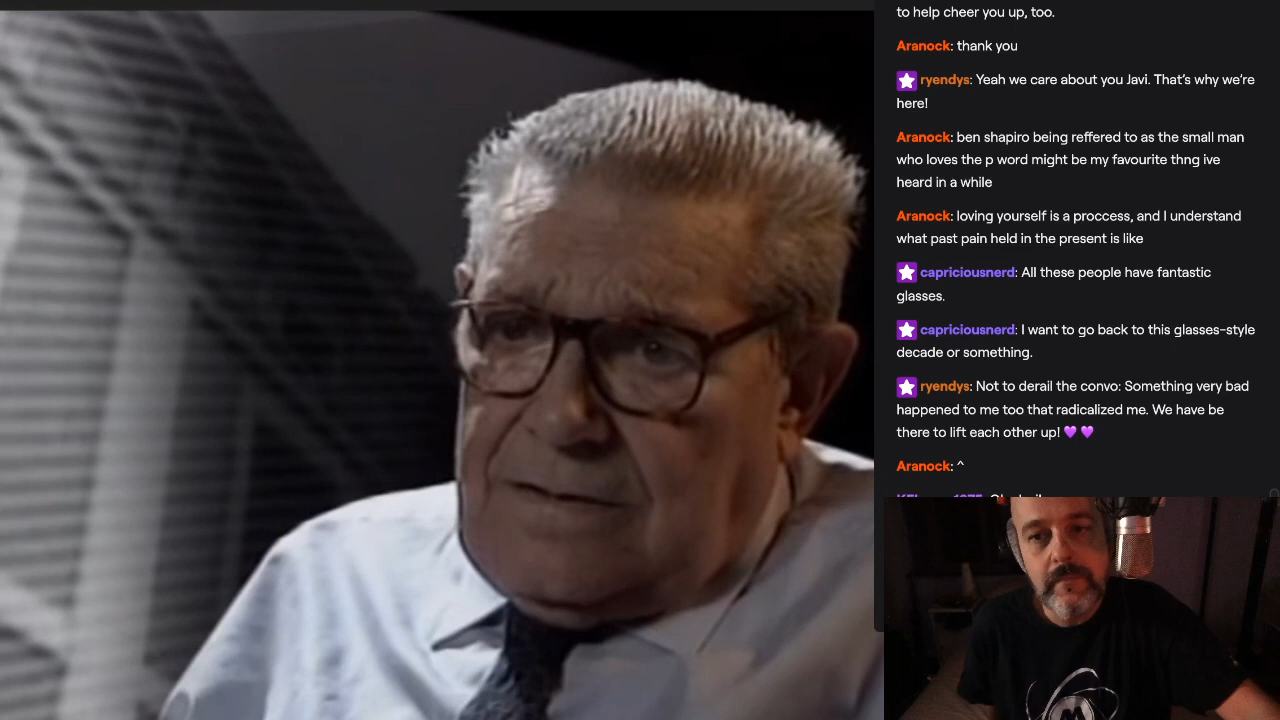 to help cheer you up, too.
Aranock: thank you
ryendys: Yeah we care about you Javi. That's why we're
here!
Aranock: ben shapiro being reffered to as the small man
who loves the p word might be my favourite thng ive
heard in a while
Aranock: loving yourself is a proccess, and I understand
what past pain held in the present is like
capriciousnerd: All these people have fantastic
glasses.
capriciousnerd: I want to go back to this glasses-style
decade or something.
ryendys: Not to derail the convo: Something very bad
happened to me too that radicalized me. We have be
there to lift each other up! 💜 💜
Aranock: ^